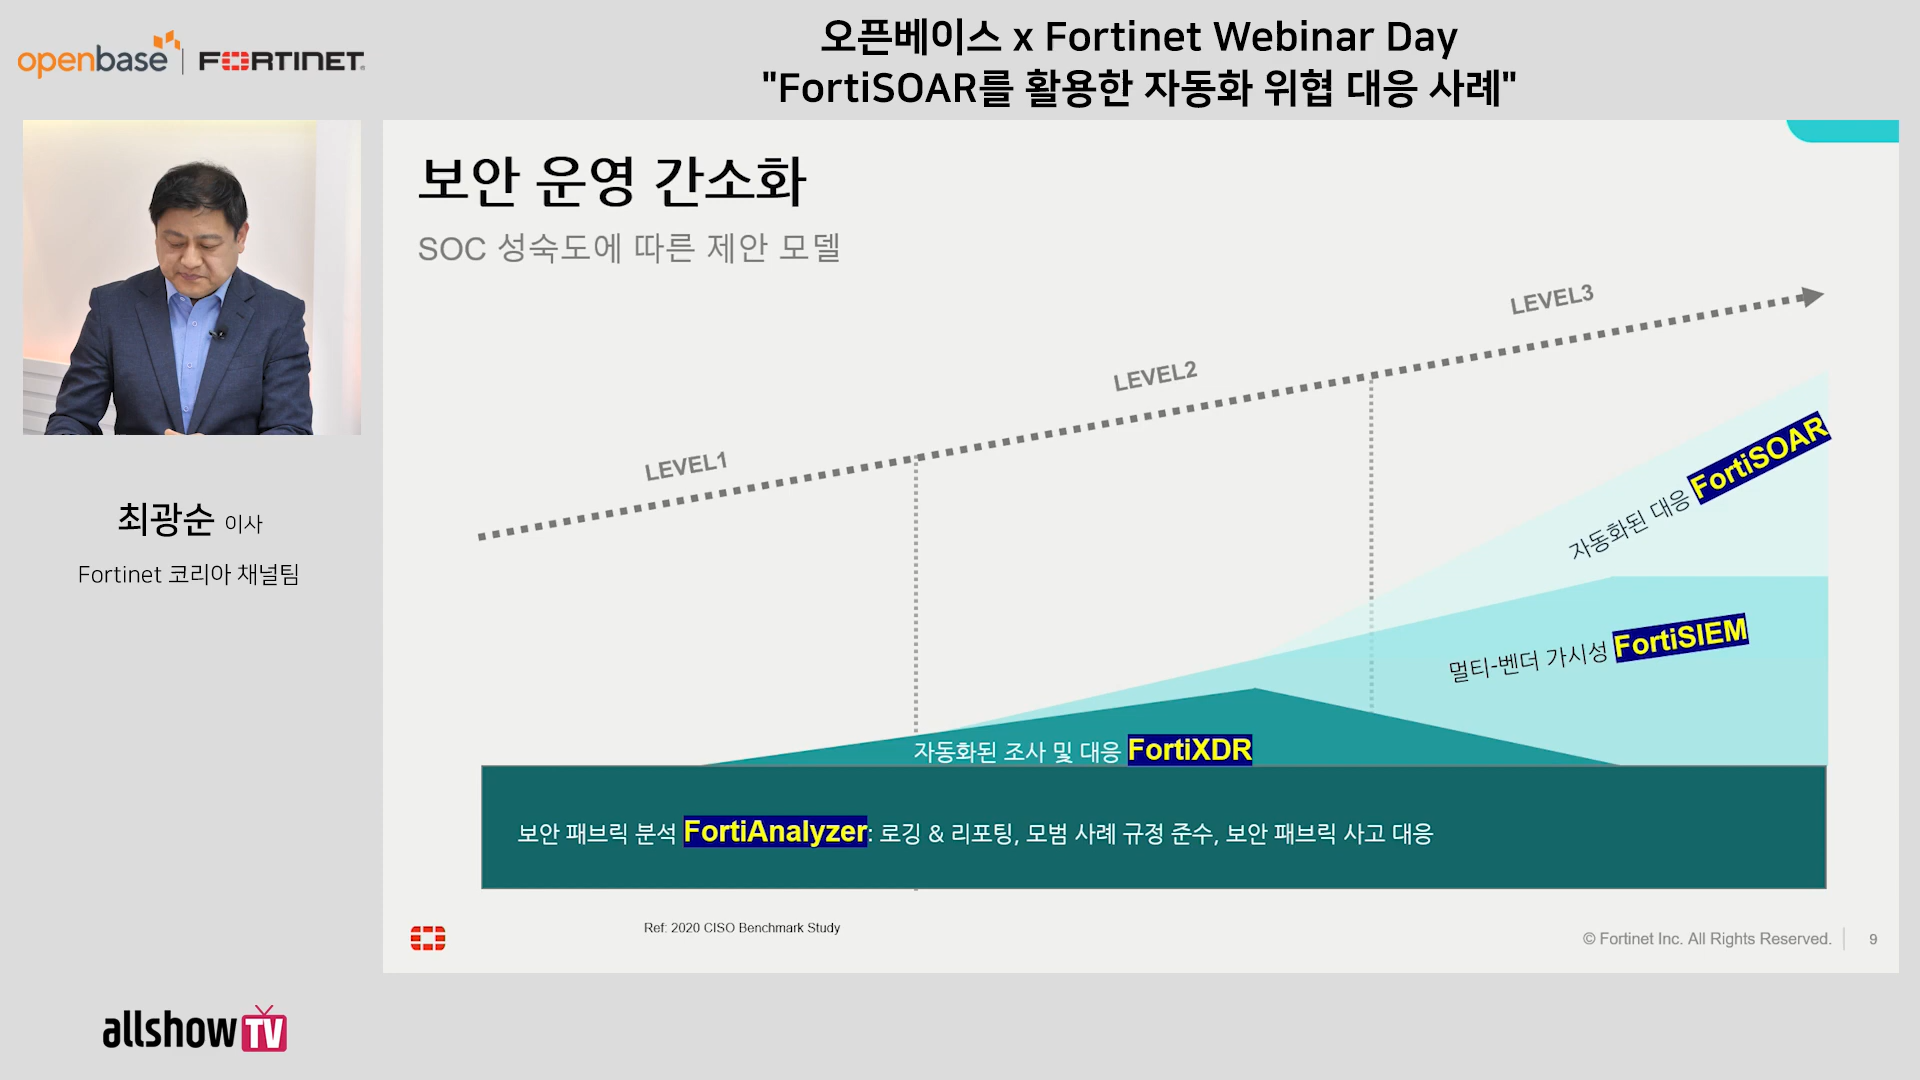 openbase
FORTINET
오픈베이스 x Fortinet Webinar Day
"FortiSOAR를 활용한 자동화 위협 대응 사례"
최광순 이사
Fortinet 코리아 채널팀
보안 운영 간소화
SOC 성숙도에 따른 제안 모델
LEVEL1
LEVEL2
LEVEL3
자동화된 대응 FortiSOAR
멀티-벤더 가시성 FortiSIEM
자동화된 조사 및 대응 FortiXDR
보안 패브릭 분석 FortiAnalyzer: 로깅 & 리포팅, 모범 사례 규정 준수, 보안 패브릭 사고 대응
Ref: 2020 CISO Benchmark Study
© Fortinet Inc. All Rights Reserved.
9
allshowTV